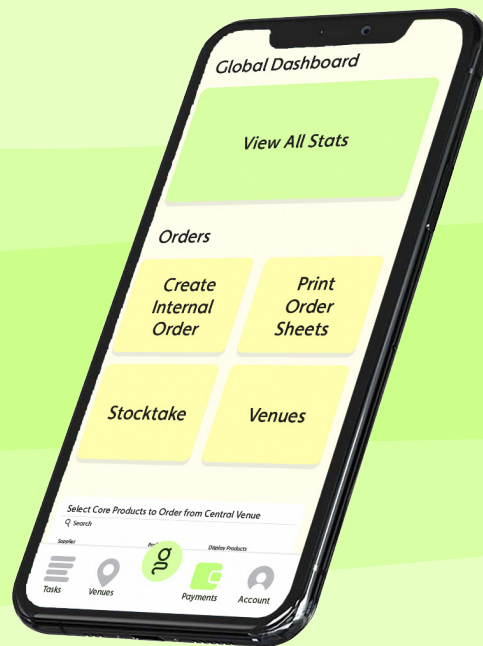 Global Dashboard
View All Stats
Orders
Create
Internal
Order
Print
Order
Sheets
Stocktake
Venues
Select Core Products to Order from Central Venue
Search
Supplier
Display Products
Tasks
Venues
Payments
Account